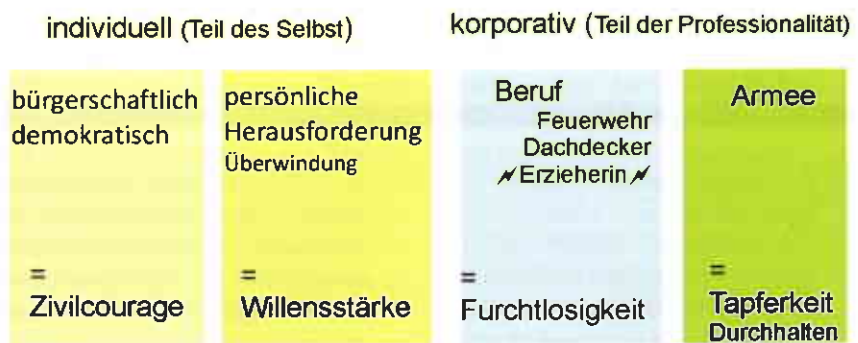 individuell (Teil des Selbst)
korporativ (Teil der Professionalität)
bürgerschaftlich
demokratisch
=
Zivilcourage
persönliche
Herausforderung
Überwindung
=
Willensstärke
Beruf
Feuerwehr
Dachdecker
Erzieherin
=
Furchtlosigkeit
Armee
=
Tapferkeit
Durchhalten